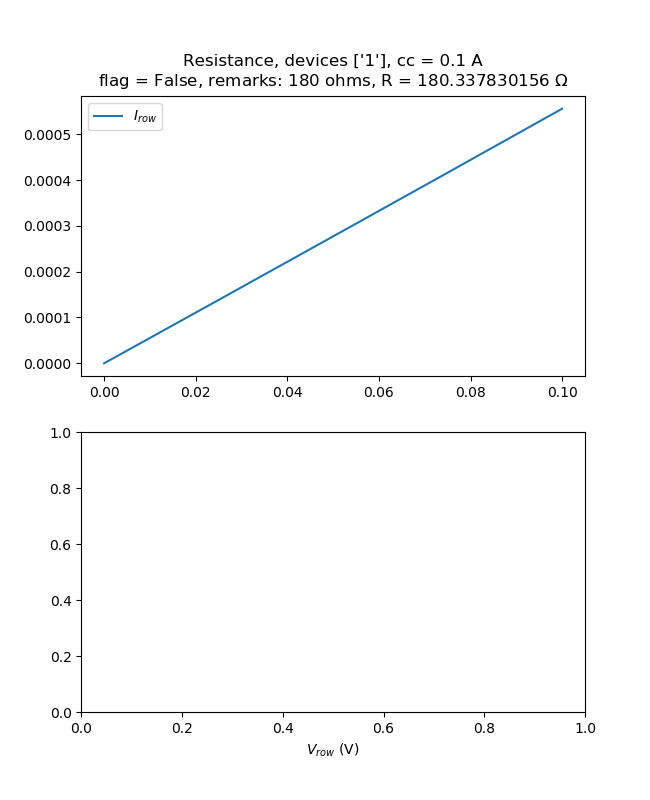 Resistance, devices ['1'], cc = 0.1 A
flag = False, remarks: 180 ohms, R = 180.337830156 Ω
I_row
0.0005
0.0004
0.0003
0.0002
0.0001
0.0000
0.00 0.02 0.04 0.06 0.08 0.10
1.0
0.8
0.6
0.4
0.2
0.0
0.0 0.2 0.4 0.6 0.8 1.0
V_row (V)